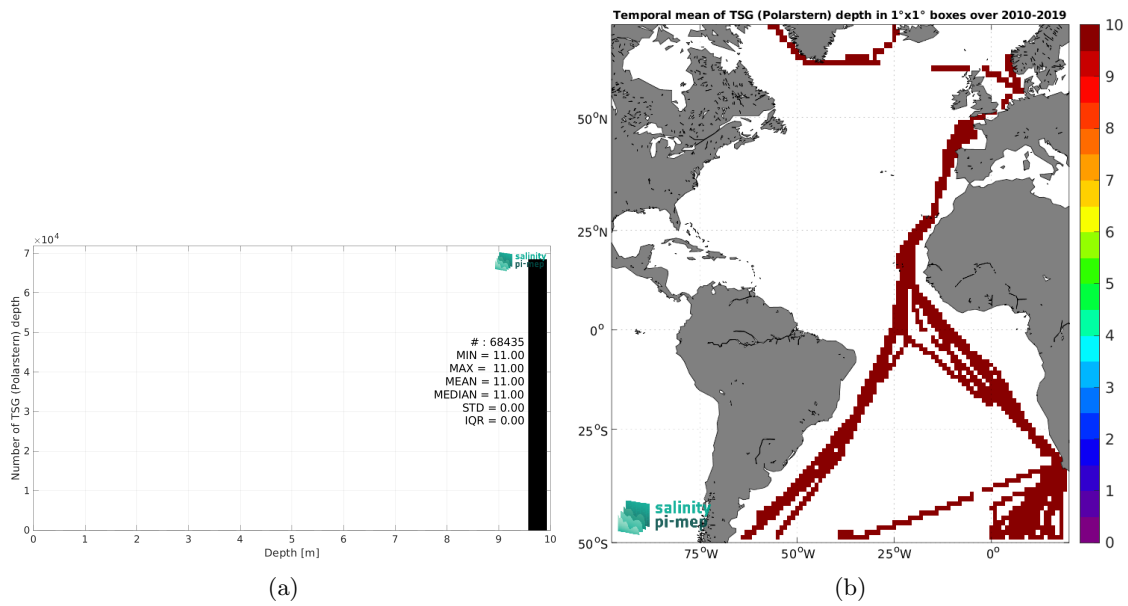 ×10⁴
7
6
5
4
3
2
1
0
Number of TSG (Polarstern) depth
salinity
pi-mep
# : 68435
MIN = 11.00
MAX = 11.00
MEAN = 11.00
MEDIAN = 11.00
STD = 0.00
IQR = 0.00
0 1 2 3 4 5 6 7 8 9 10
Depth [m]
(a)
Temporal mean of TSG (Polarstern) depth in 1°x1° boxes over 2010-2019
50°N
25°N
0°
25°S
50°S
75°W 50°W 25°W 0°
salinity
pi-mep
10
9
8
7
6
5
4
3
2
1
0
(b)